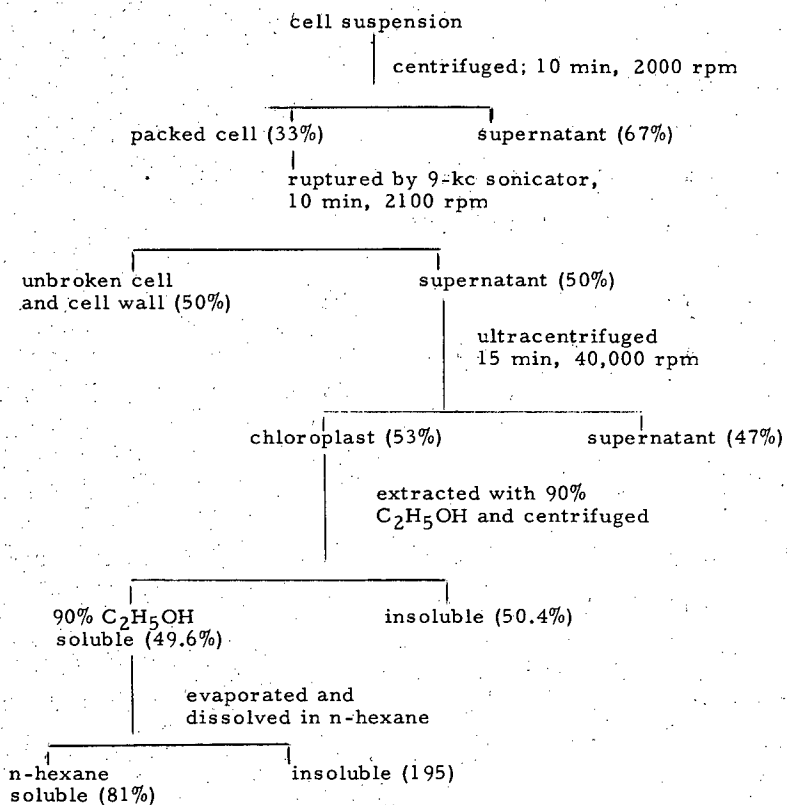 cell suspension
centrifuged; 10 min, 2000 rpm
packed cell (33%)
supernatant (67%)
ruptured by 9-kc sonicator,
10 min, 2100 rpm
unbroken cell
and cell wall (50%)
supernatant (50%)
ultracentrifuged
15 min, 40,000 rpm
chloroplast (53%)
supernatant (47%)
extracted with 90%
C₂H₅OH and centrifuged
90% C₂H₅OH
soluble (49.6%)
insoluble (50.4%)
evaporated and
dissolved in n-hexane
n-hexane
soluble (81%)
insoluble (195)